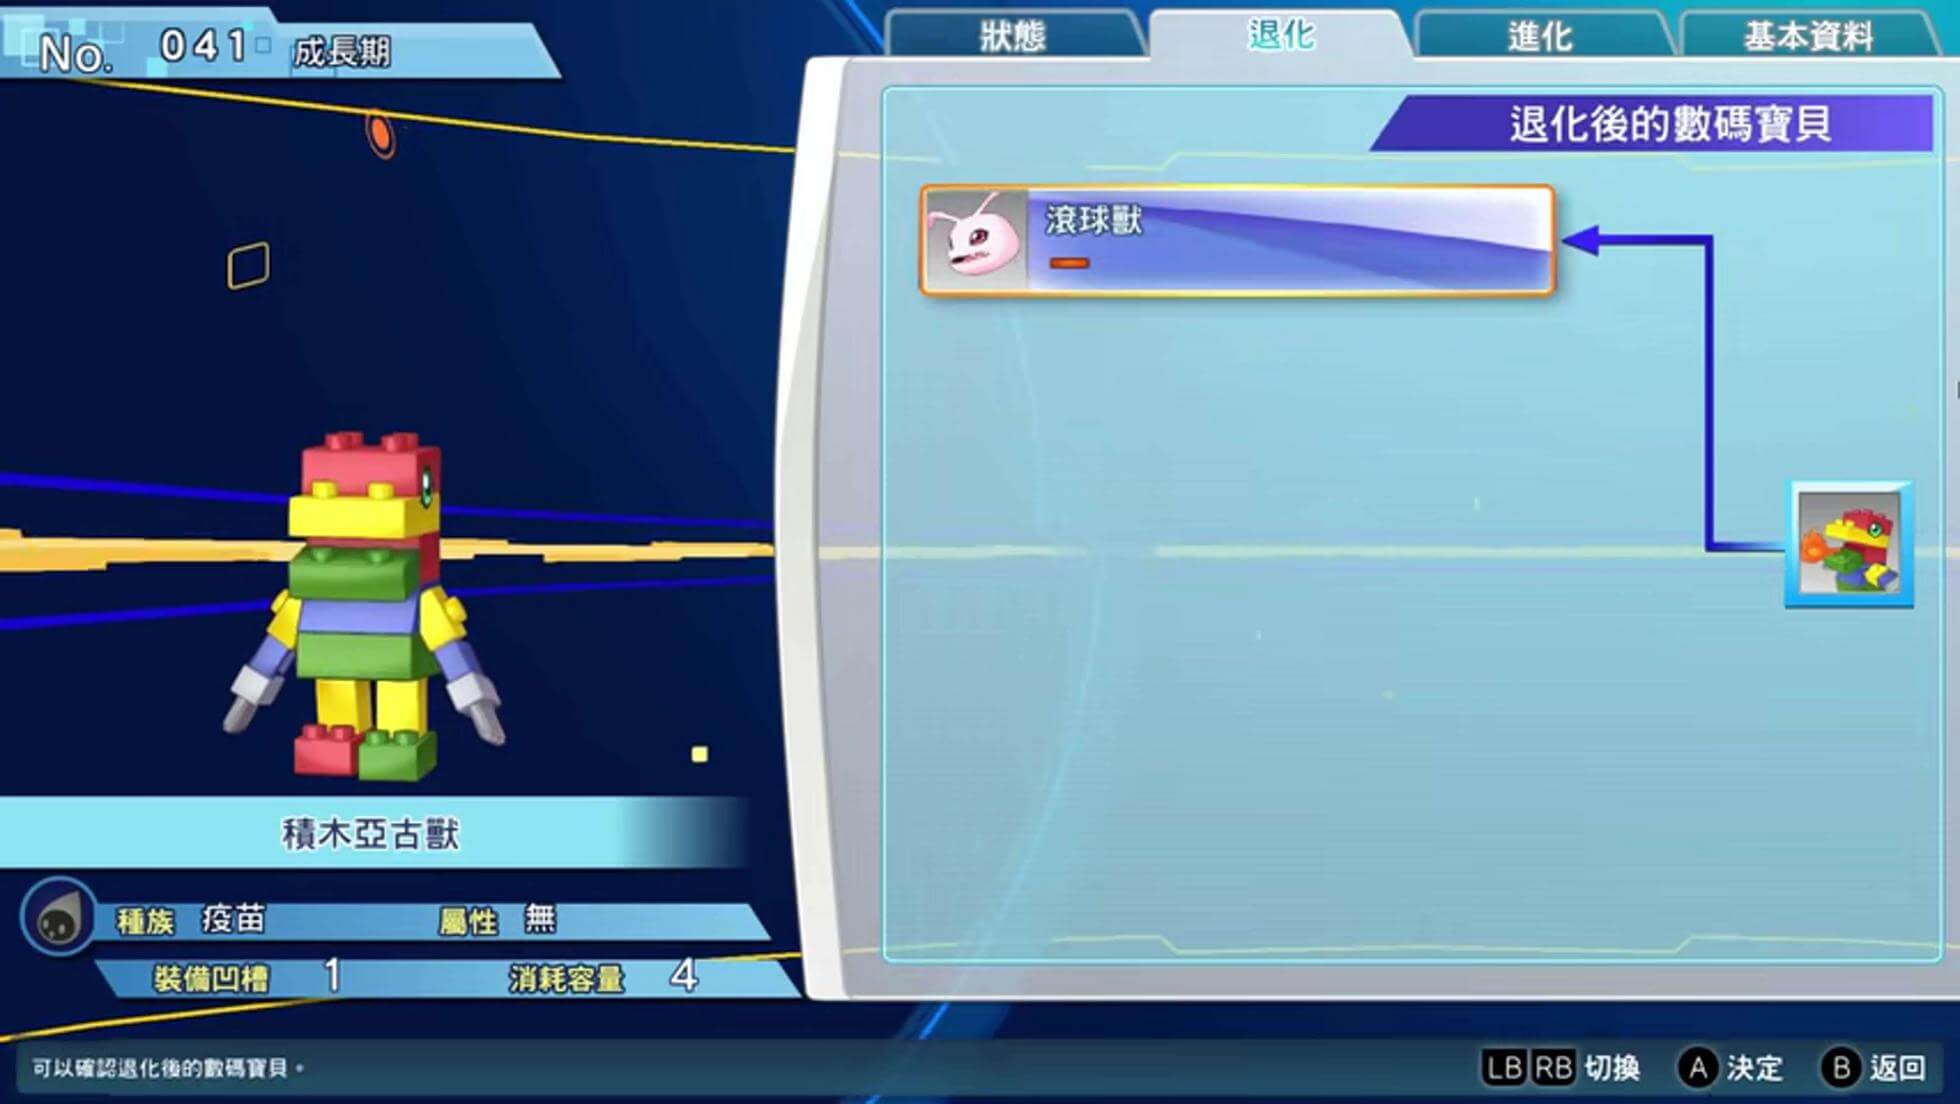 No. 041 成長期
狀態 退化 進化 基本資料
退化後的數碼寶貝
滾球獸
積木亞古獸
種族 疫苗 屬性 無
裝備凹槽 1 消耗容量 4
可以確認退化後的數碼寶貝。
LB RB 切換 A 決定 B 返回